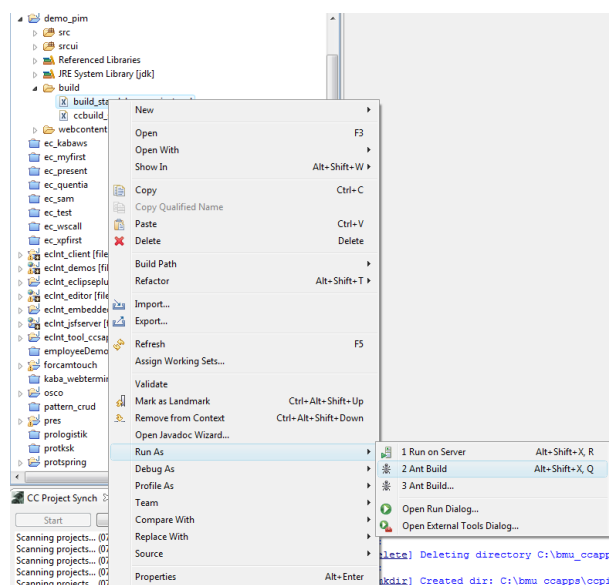 demo_pim
src
srcui
Referenced Libraries
JRE System Library [jdk]
build
ccbuild_
webcontent
ec_kabaws
ec_myfirst
ec_present
ec_quentia
ec_sam
ec_test
ec_wscall
ec_xpfirst
eclnt_client [file
eclnt_demos [fil
eclnt_eclipseplu
eclnt_editor [file
eclnt_embedde
eclnt_jsfserver [f
eclnt_tool_ccsap
employeeDemo
forcamtouch
kaba_webtermir
osco
pattern_crud
pres
prologistik
protksk
protspring
New
Open F3
Open With
Show In Alt+Shift+W
Copy Ctrl+C
Copy Qualified Name
Paste Ctrl+V
Delete Delete
Build Path
Refactor Alt+Shift+T
Import...
Export...
Refresh F5
Assign Working Sets...
Validate
Mark as Landmark Ctrl+Alt+Shift+Up
Remove from Context Ctrl+Alt+Shift+Down
Open Javadoc Wizard...
Run As
Debug As
Profile As
Team
Compare With
Replace With
Source
Properties Alt+Enter
1 Run on Server Alt+Shift+X, R
2 Ant Build Alt+Shift+X, Q
3 Ant Build...
Open Run Dialog...
Open External Tools Dialog...
CC Project Synch
Start
Scanning projects... (07
Scanning projects... (07
Scanning projects... (07
Scanning projects... (07
Scanning projects... (07
lete] Deleting directory C:\bmu_ccapp
kdir] Created dir: C:\bmu_ccapps\ccpr